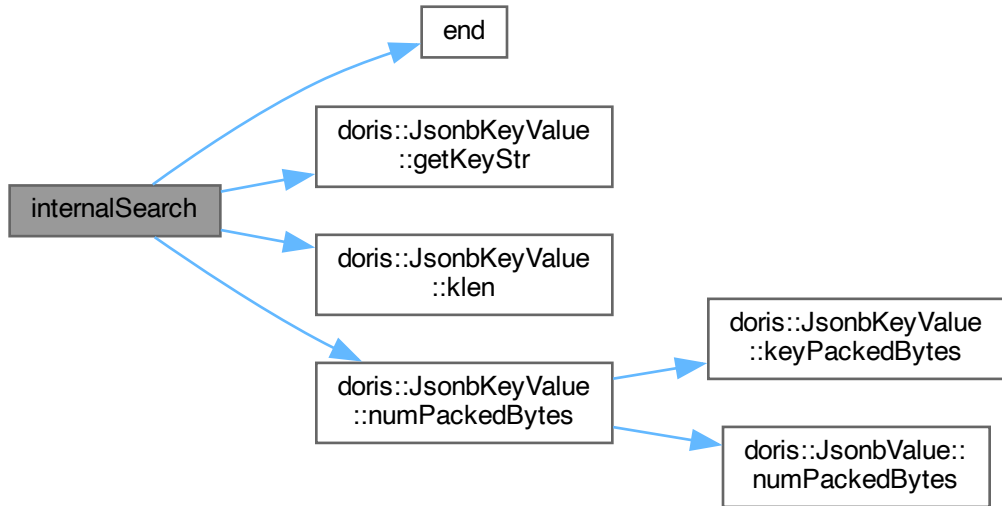 end
doris::JsonbKeyValue
::getKeyStr
internalSearch
doris::JsonbKeyValue
::klen
doris::JsonbKeyValue
::numPackedBytes
doris::JsonbKeyValue
::keyPackedBytes
doris::JsonbValue::
numPackedBytes